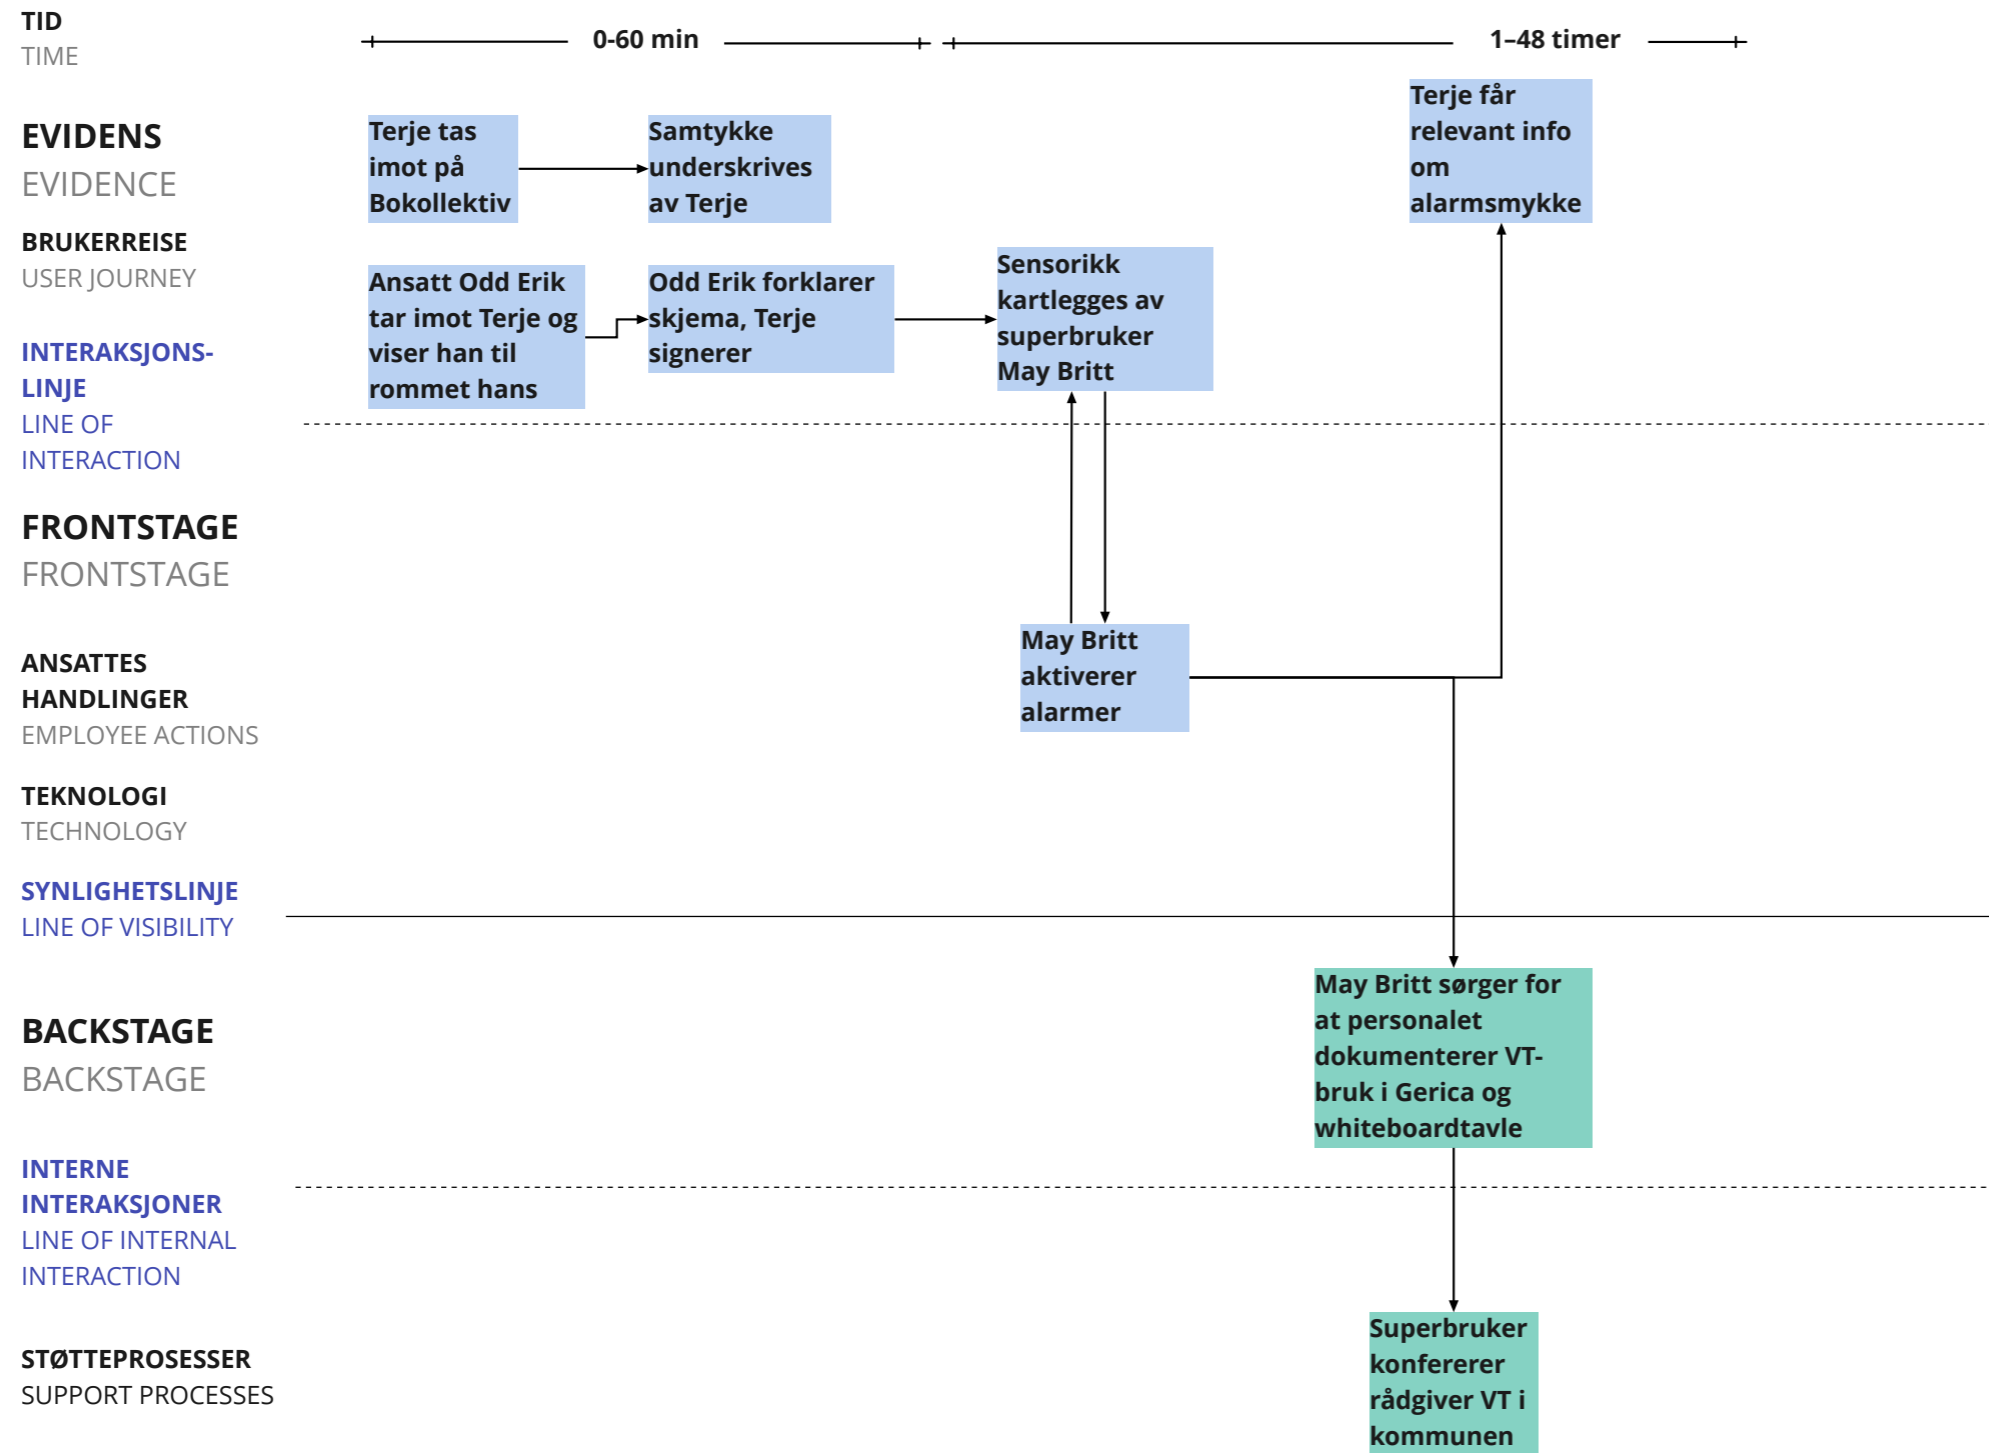 TID
TIME
0-60 min
1–48 timer
EVIDENS
EVIDENCE
Terje tas
imot på
Bokollektiv
Samtykke
underskrives
av Terje
Terje får
relevant info
om
alarmsmykke
BRUKERREISE
USER JOURNEY
Ansatt Odd Erik
tar imot Terje og
viser han til
rommet hans
Odd Erik forklarer
skjema, Terje
signerer
Sensorikk
kartlegges av
superbruker
May Britt
INTERAKSJONS-
LINJE
LINE OF
INTERACTION
FRONTSTAGE
FRONTSTAGE
ANSATTES
HANDLINGER
EMPLOYEE ACTIONS
May Britt
aktiverer
alarmer
TEKNOLOGI
TECHNOLOGY
SYNLIGHETSLINJE
LINE OF VISIBILITY
BACKSTAGE
BACKSTAGE
May Britt sørger for
at personalet
dokumenterer VT-
bruk i Gerica og
whiteboardtavle
INTERNE
INTERAKSJONER
LINE OF INTERNAL
INTERACTION
STØTTEPROSESSER
SUPPORT PROCESSES
Superbruker
konfererer
rådgiver VT i
kommunen